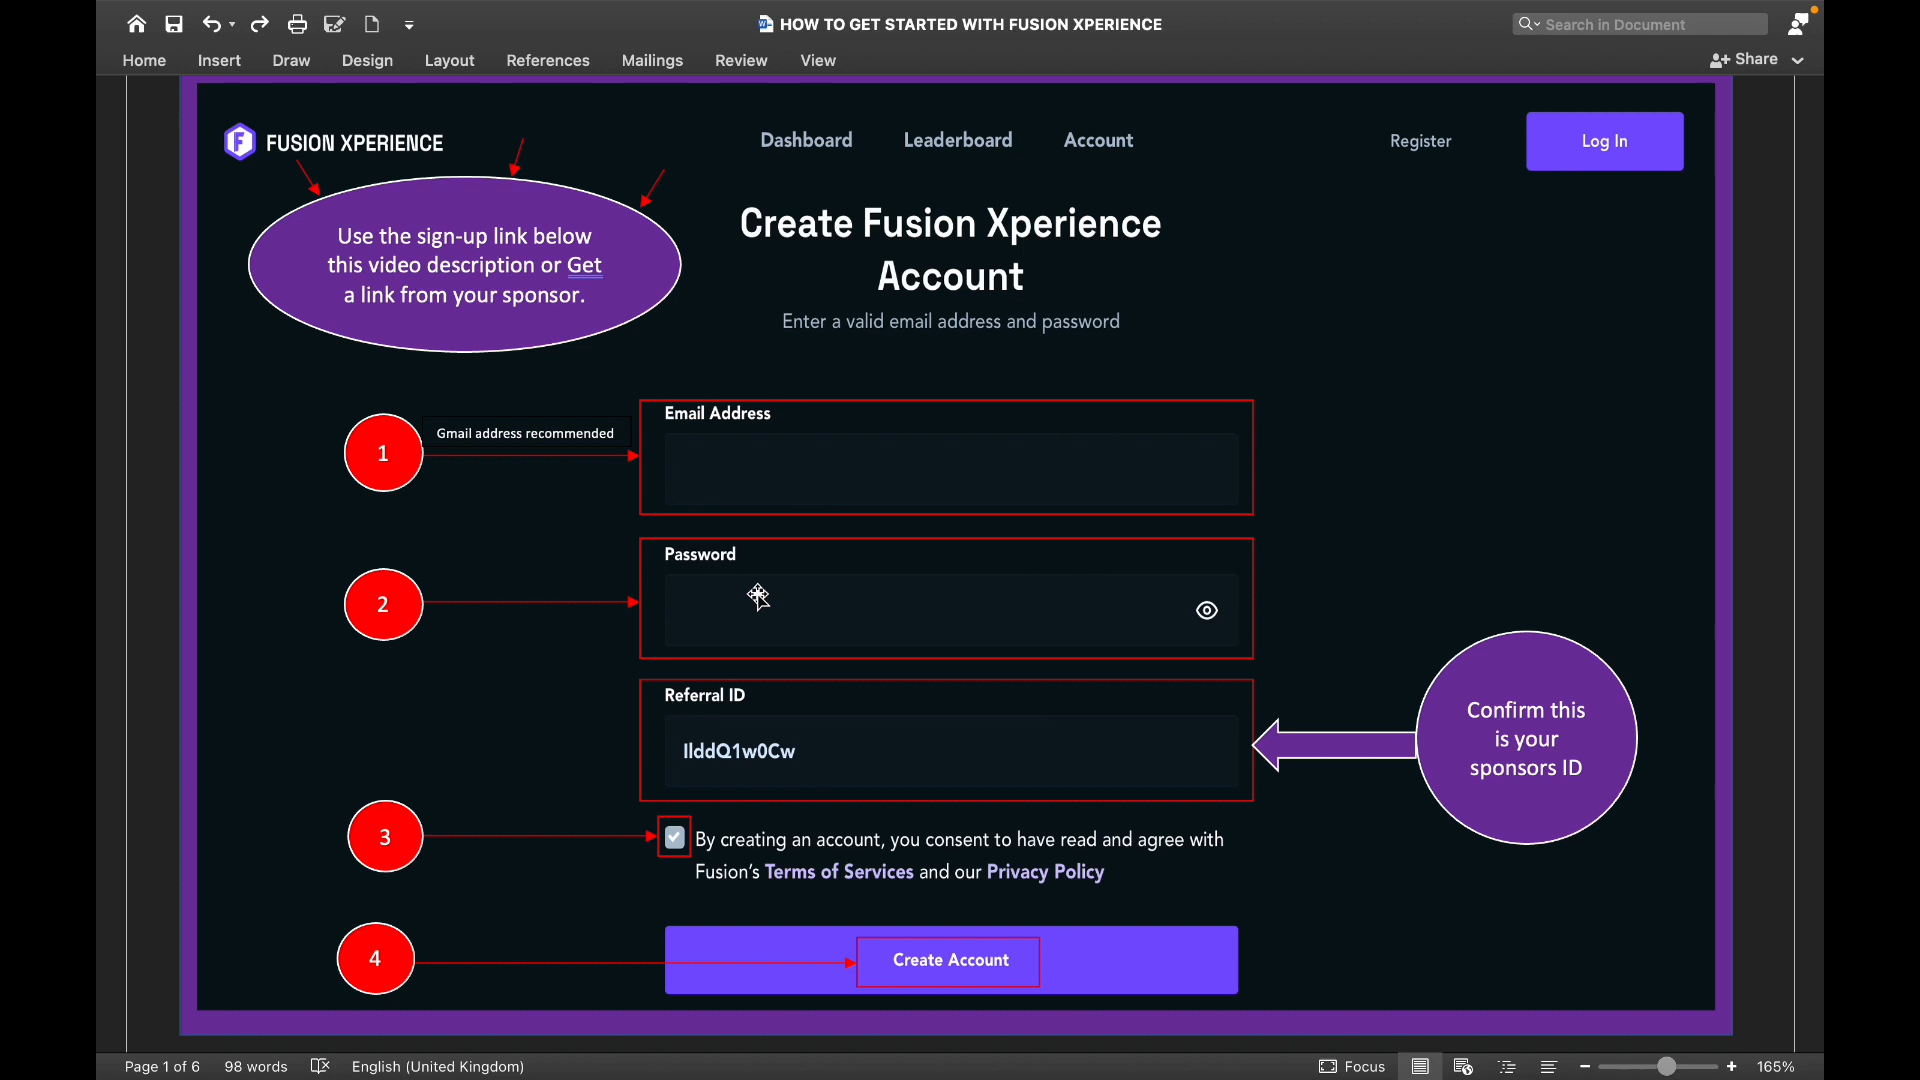 HOW TO GET STARTED WITH FUSION XPERIENCE
Search in Document
Home Insert Draw Design Layout References Mailings Review View
Share
FUSION XPERIENCE
Dashboard Leaderboard Account
Register
Log In
Use the sign-up link below
this video description or Get
a link from your sponsor.
Create Fusion Xperience
Account
Enter a valid email address and password
1
Gmail address recommended
Email Address
2
Password
Referral ID
IlddQ1w0Cw
Confirm this
is your
sponsors ID
3
By creating an account, you consent to have read and agree with
Fusion's Terms of Services and our Privacy Policy
4
Create Account
Page 1 of 6 98 words English (United Kingdom)
Focus
165%